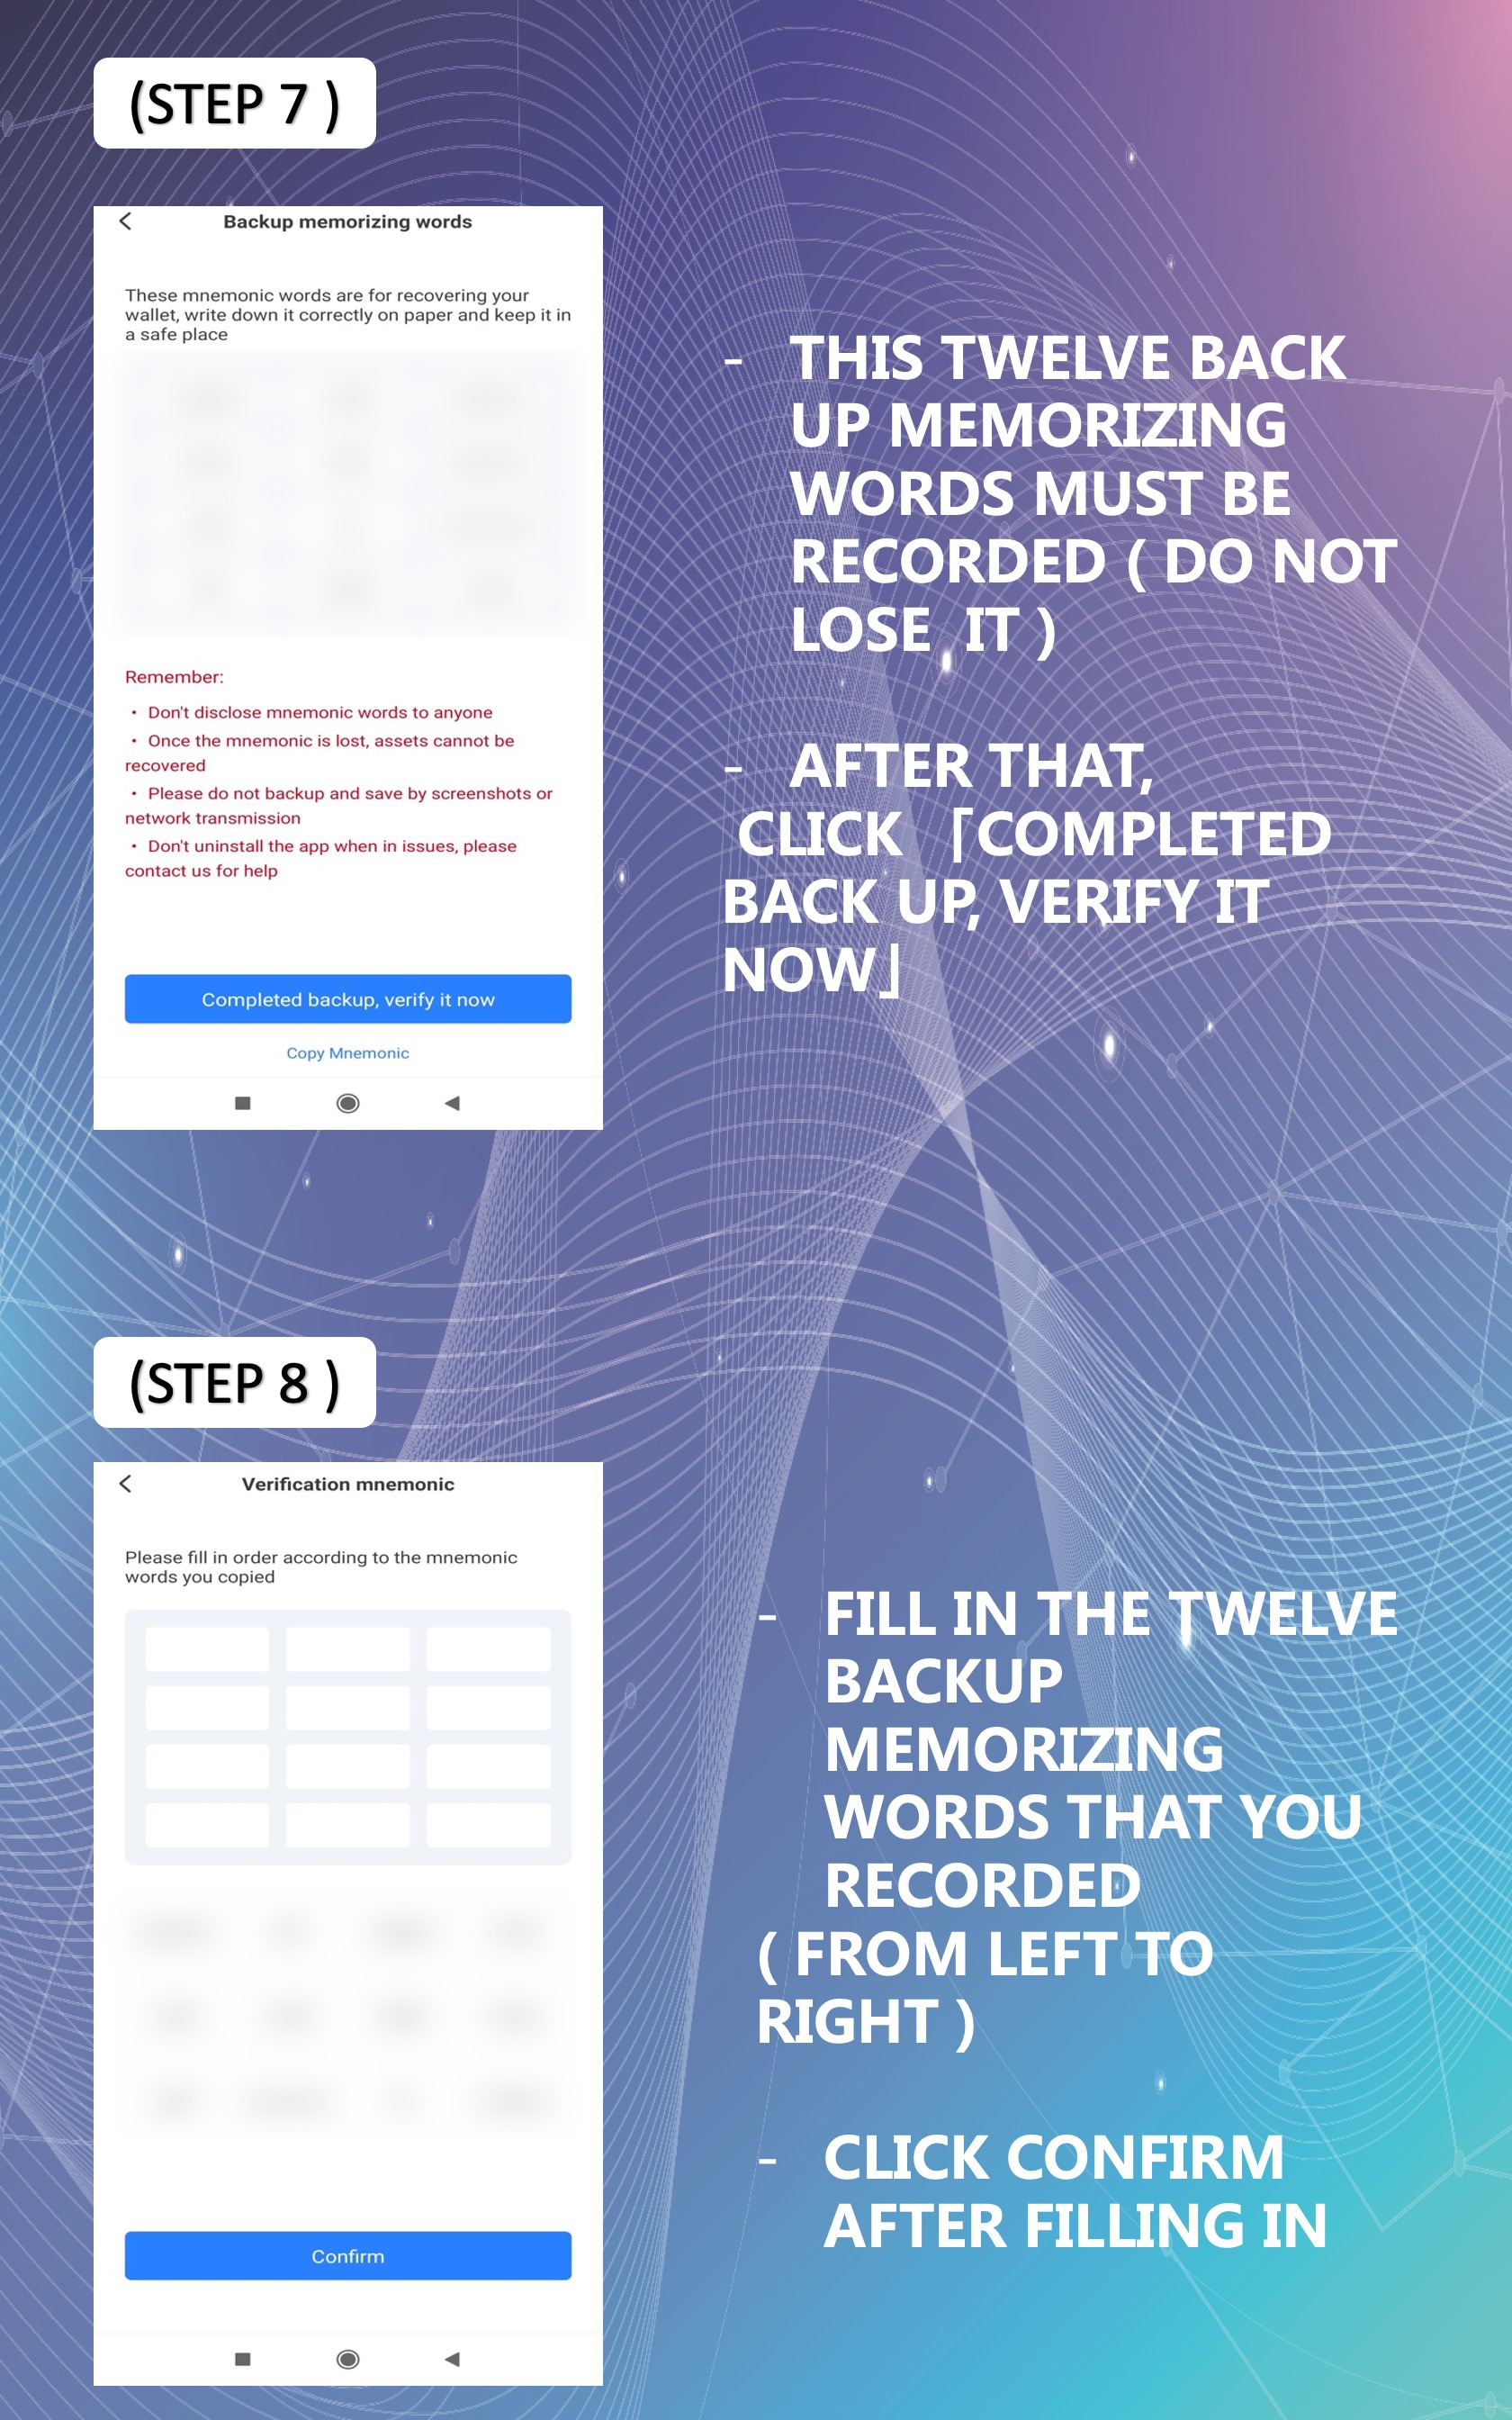 (STEP 7 )
Backup memorizing words
These mnemonic words are for recovering your
wallet, write down it correctly on paper and keep it in
a safe place
Remember:
• Don't disclose mnemonic words to anyone
• Once the mnemonic is lost, assets cannot be
recovered
• Please do not backup and save by screenshots or
network transmission
• Don't uninstall the app when in issues, please
contact us for help
Completed backup, verify it now
Copy Mnemonic
- THIS TWELVE BACK
UP MEMORIZING
WORDS MUST BE
RECORDED ( DO NOT
LOSE IT )
- AFTER THAT,
CLICK 「COMPLETED
BACK UP, VERIFY IT
NOW」
(STEP 8 )
Verification mnemonic
Please fill in order according to the mnemonic
words you copied
Confirm
- FILL IN THE TWELVE
BACKUP
MEMORIZING
WORDS THAT YOU
RECORDED
( FROM LEFT TO
RIGHT )
- CLICK CONFIRM
AFTER FILLING IN